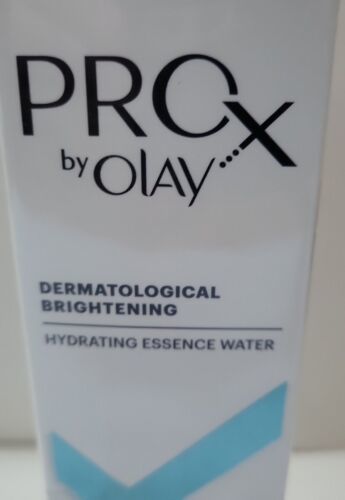 PROX
by OLAY
DERMATOLOGICAL
BRIGHTENING
HYDRATING ESSENCE WATER